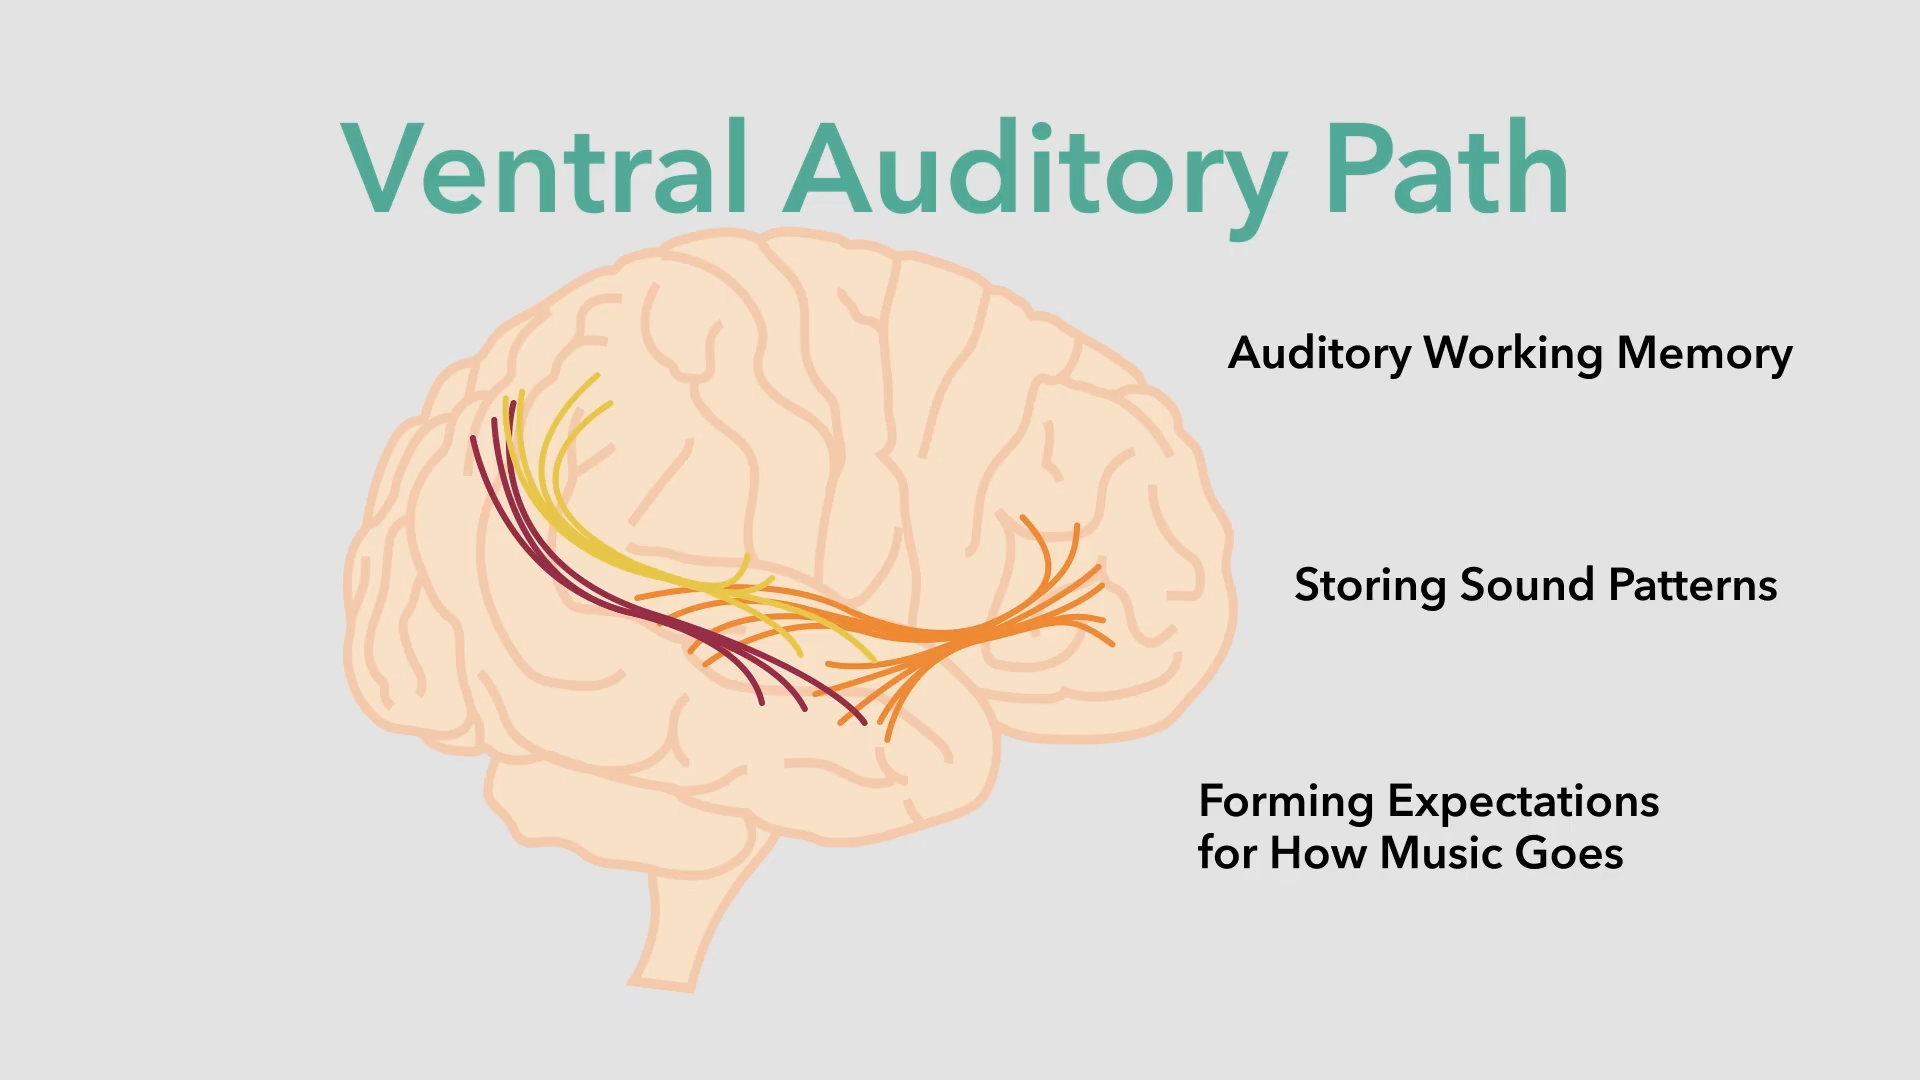 Ventral Auditory Path
Auditory Working Memory
Storing Sound Patterns
Forming Expectations
for How Music Goes